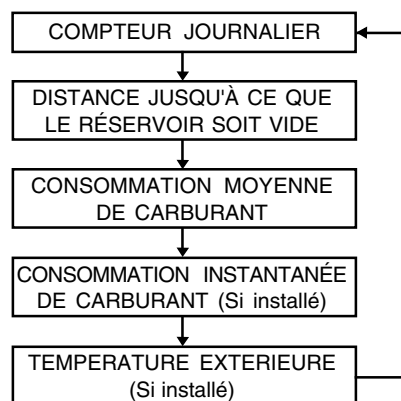 COMPTEUR JOURNALIER
DISTANCE JUSQU'À CE QUE
LE RÉSERVOIR SOIT VIDE
CONSOMMATION MOYENNE
DE CARBURANT
CONSOMMATION INSTANTANÉE
DE CARBURANT (Si installé)
TEMPERATURE EXTERIEURE
(Si installé)